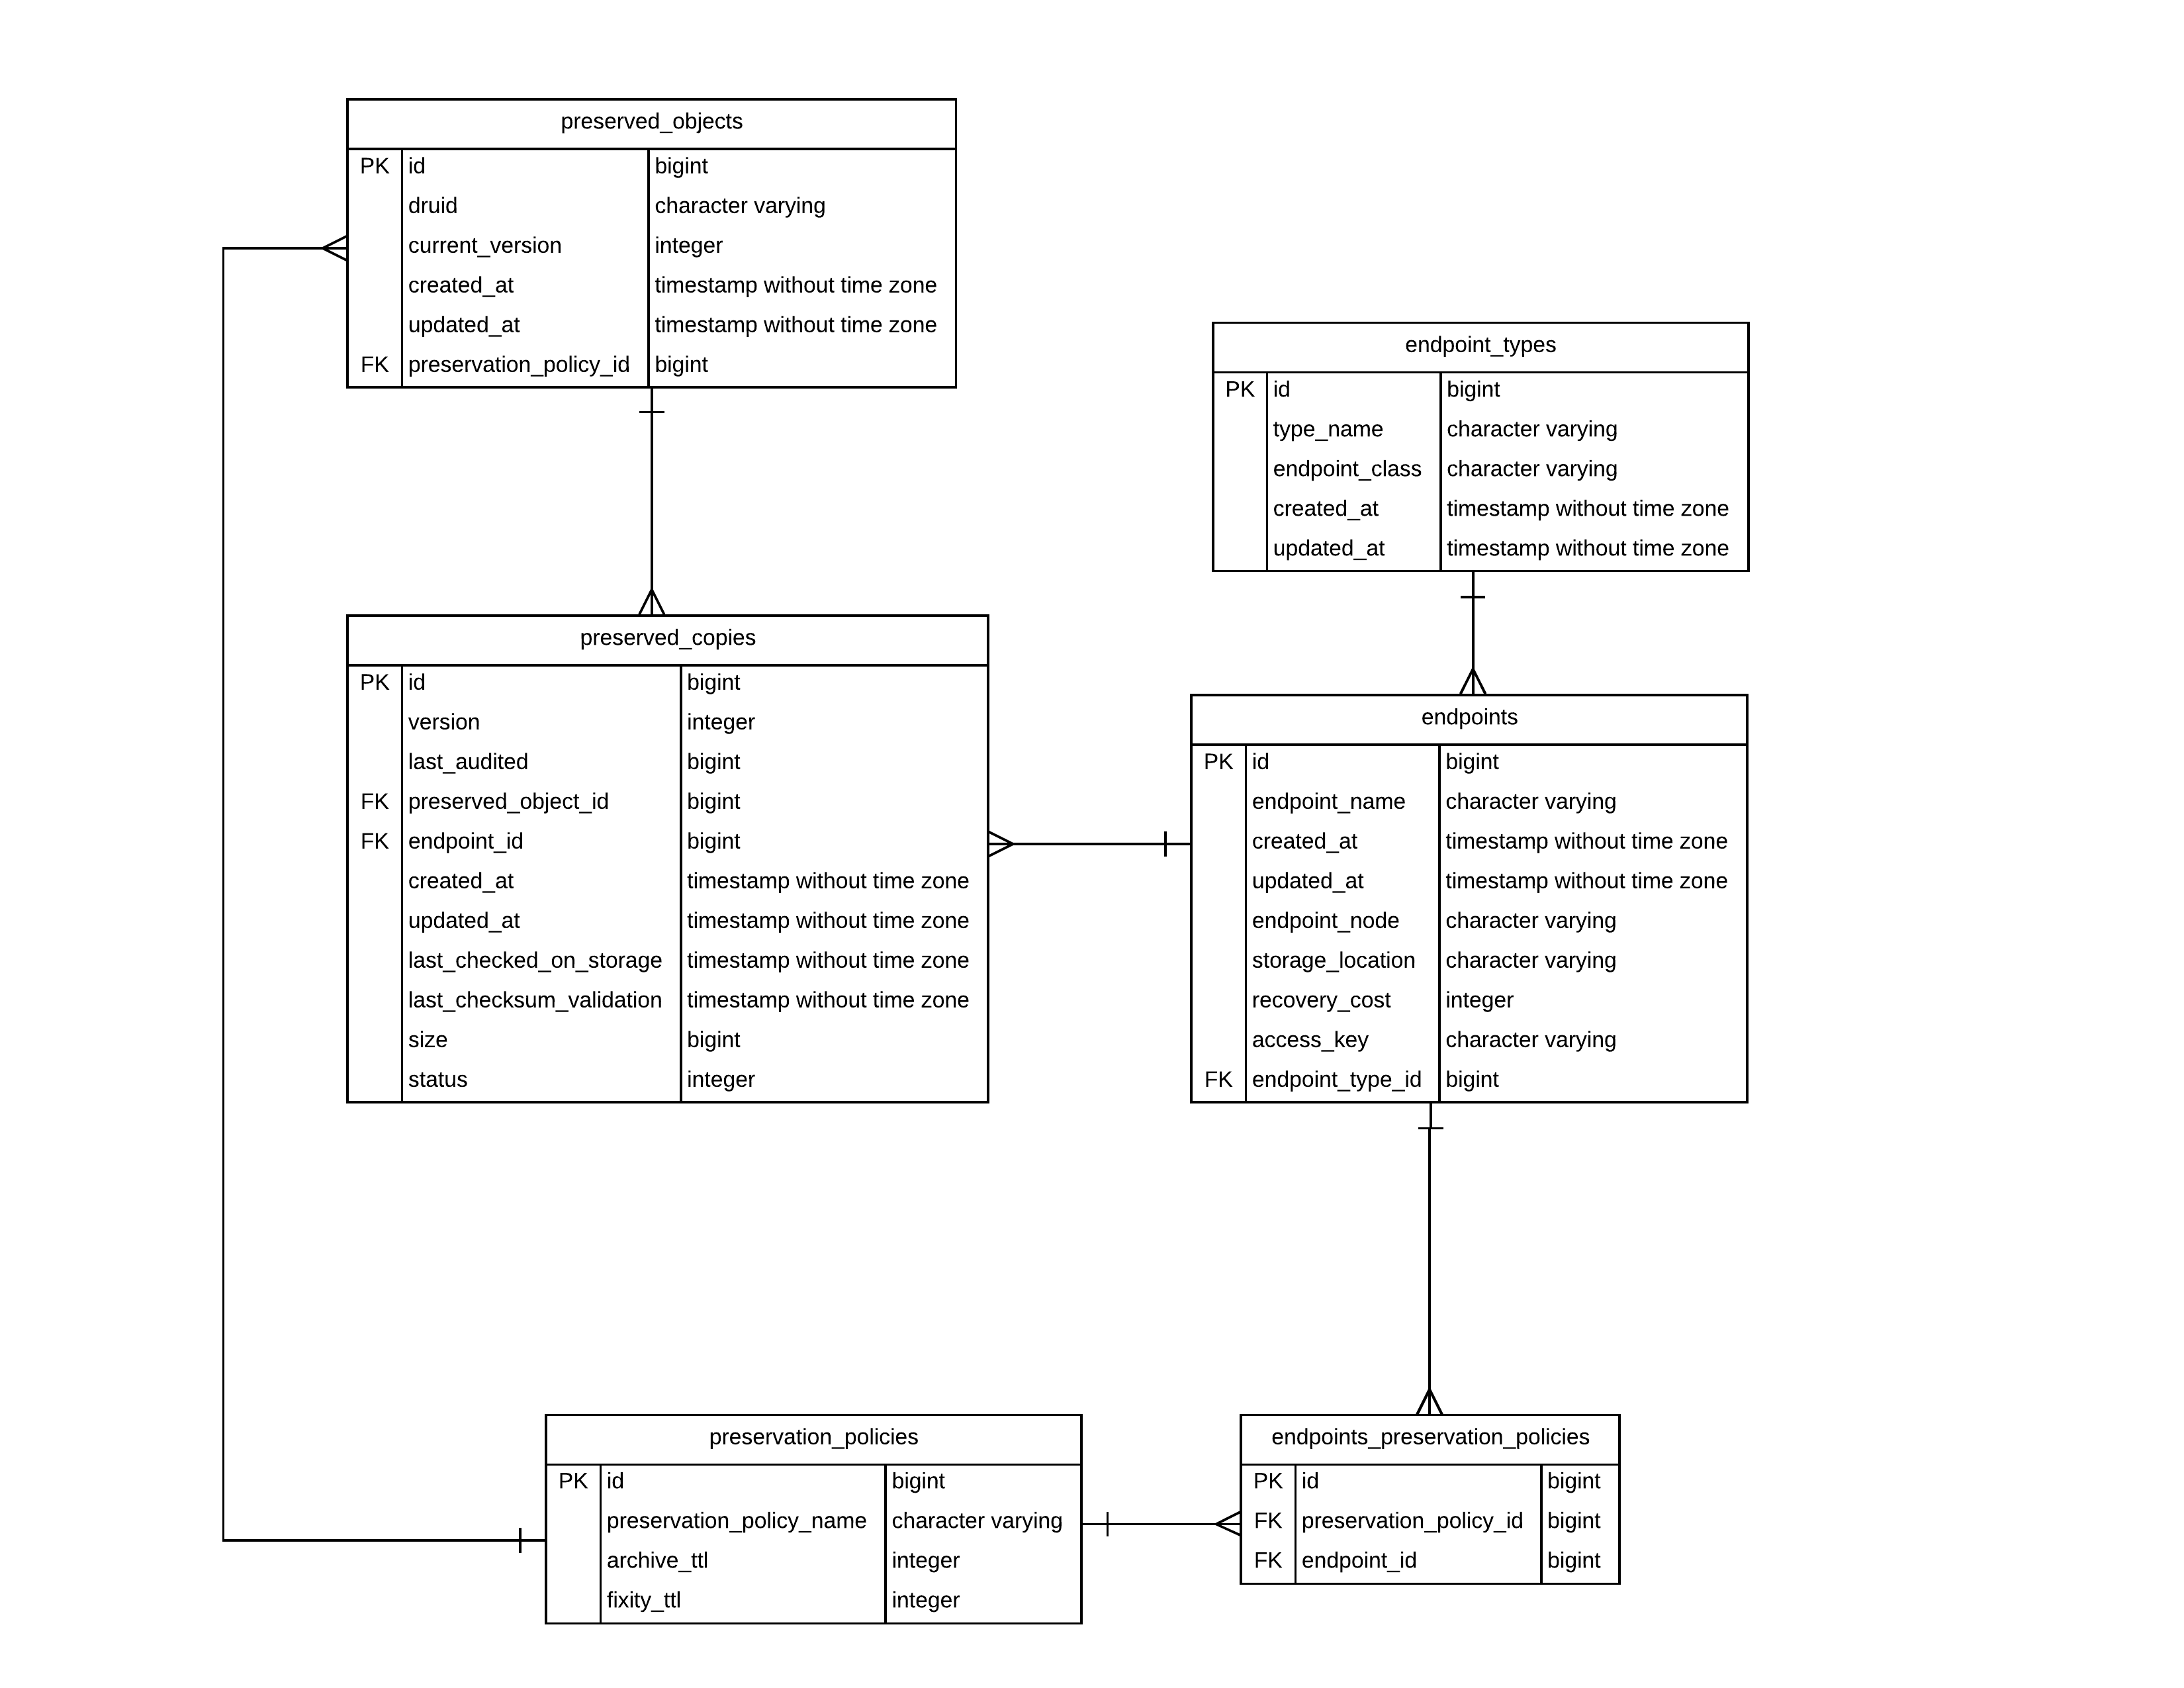 preserved_objects
PK id bigint
druid character varying
current_version integer
created_at timestamp without time zone
updated_at timestamp without time zone
FK preservation_policy_id bigint
endpoint_types
PK id bigint
type_name character varying
endpoint_class character varying
created_at timestamp without time zone
updated_at timestamp without time zone
preserved_copies
PK id bigint
version integer
last_audited bigint
FK preserved_object_id bigint
FK endpoint_id bigint
created_at timestamp without time zone
updated_at timestamp without time zone
last_checked_on_storage timestamp without time zone
last_checksum_validation timestamp without time zone
size bigint
status integer
endpoints
PK id bigint
endpoint_name character varying
created_at timestamp without time zone
updated_at timestamp without time zone
endpoint_node character varying
storage_location character varying
recovery_cost integer
access_key character varying
FK endpoint_type_id bigint
preservation_policies
PK id bigint
preservation_policy_name character varying
archive_ttl integer
fixity_ttl integer
endpoints_preservation_policies
PK id bigint
FK preservation_policy_id bigint
FK endpoint_id bigint